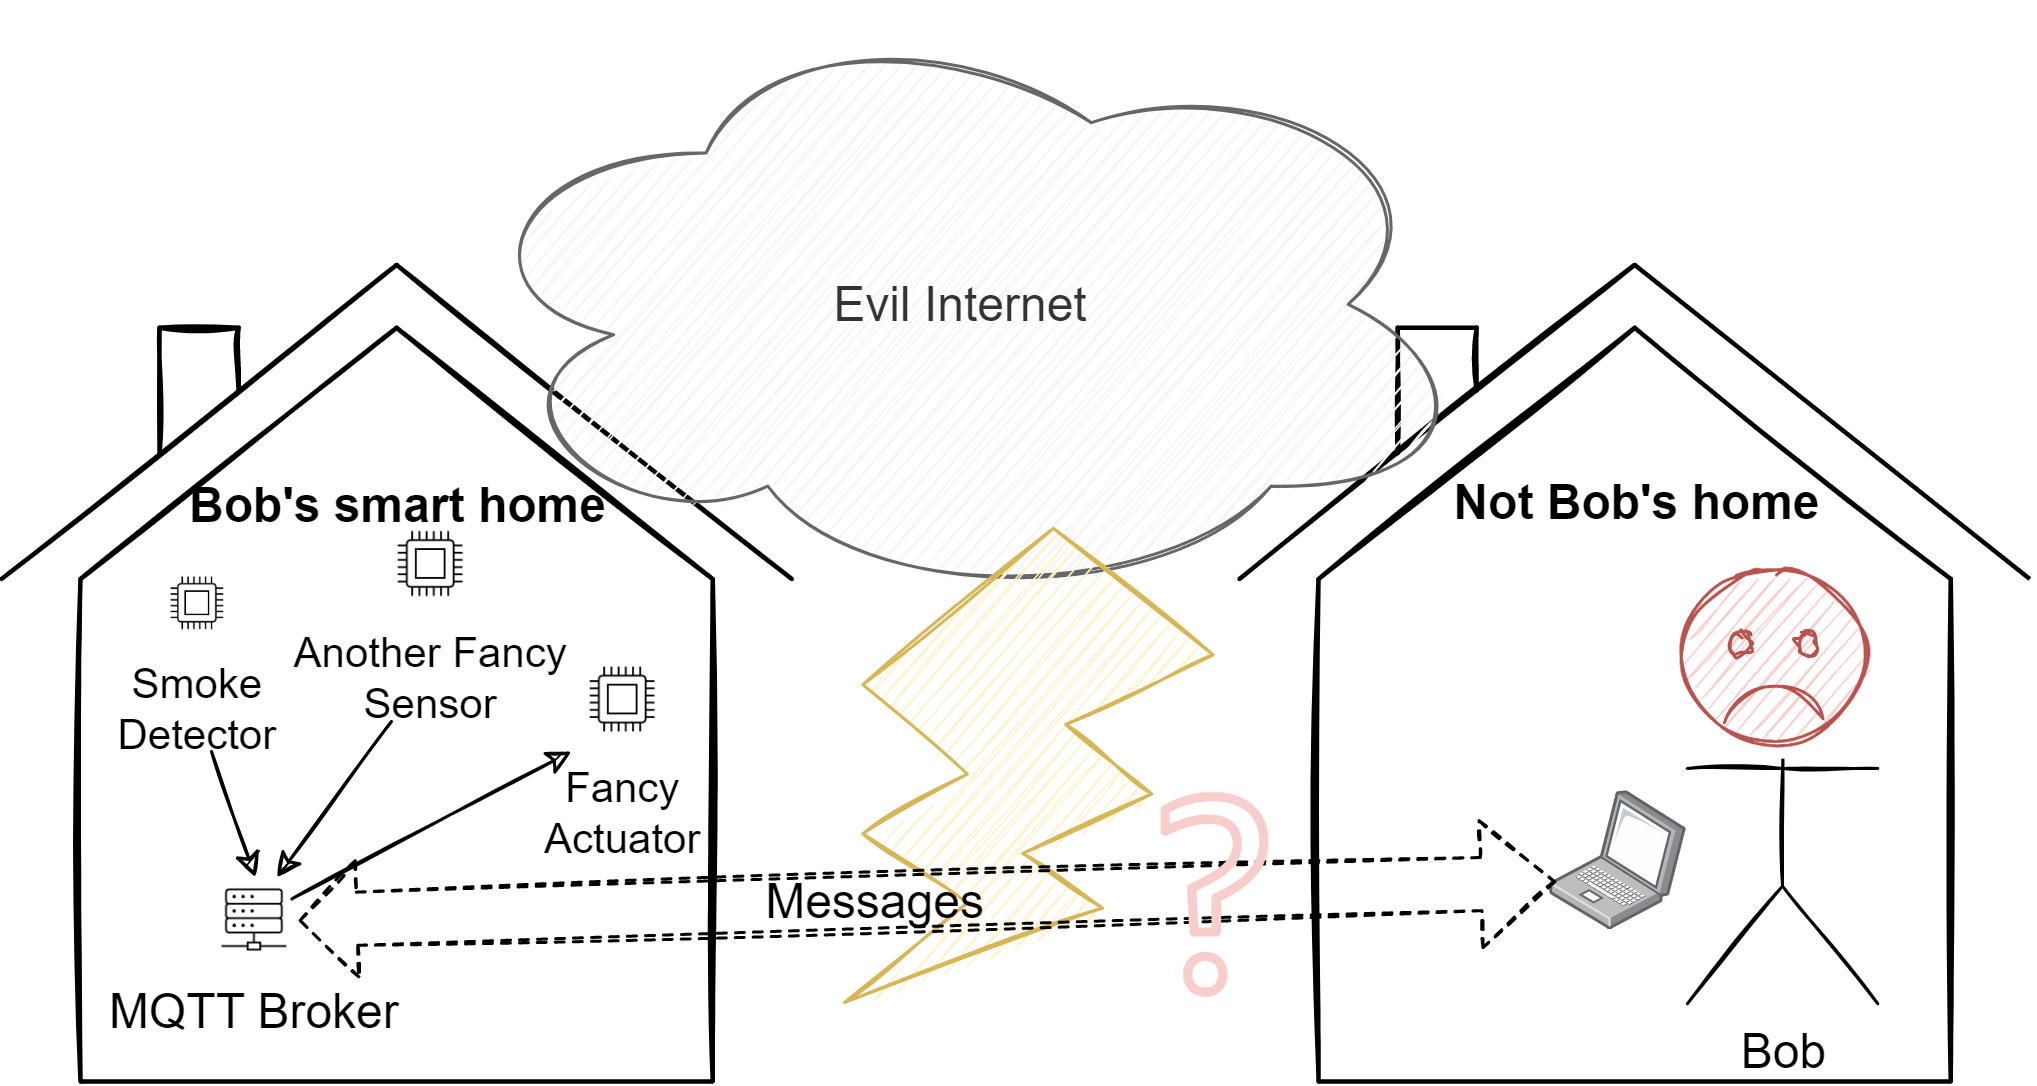 Evil Internet
Bob's smart home
Not Bob's home
Another Fancy
Sensor
Smoke
Detector
Fancy
Actuator
Messages
?
MQTT Broker
Bob